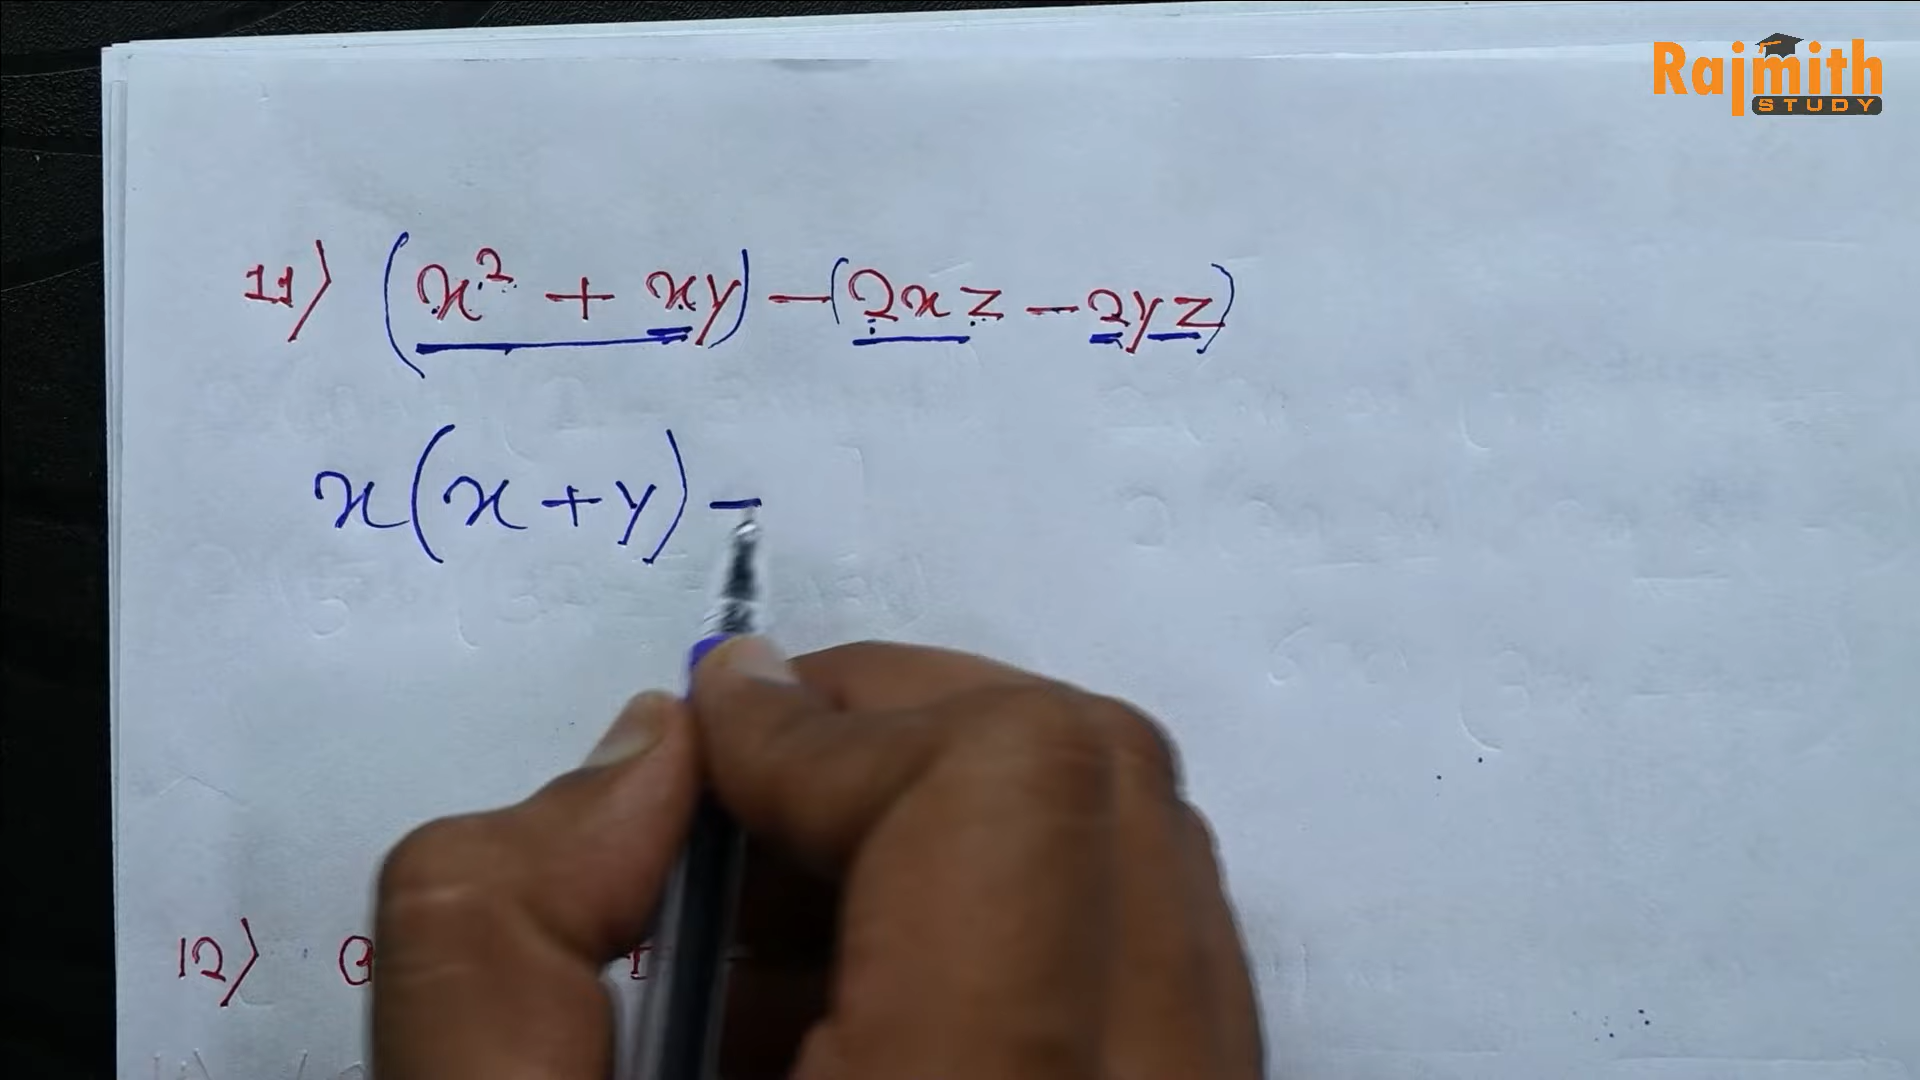 Rajmith
STUDY
11) (x² + xy) - (2xz - 2yz)
x(x+y) -
12)